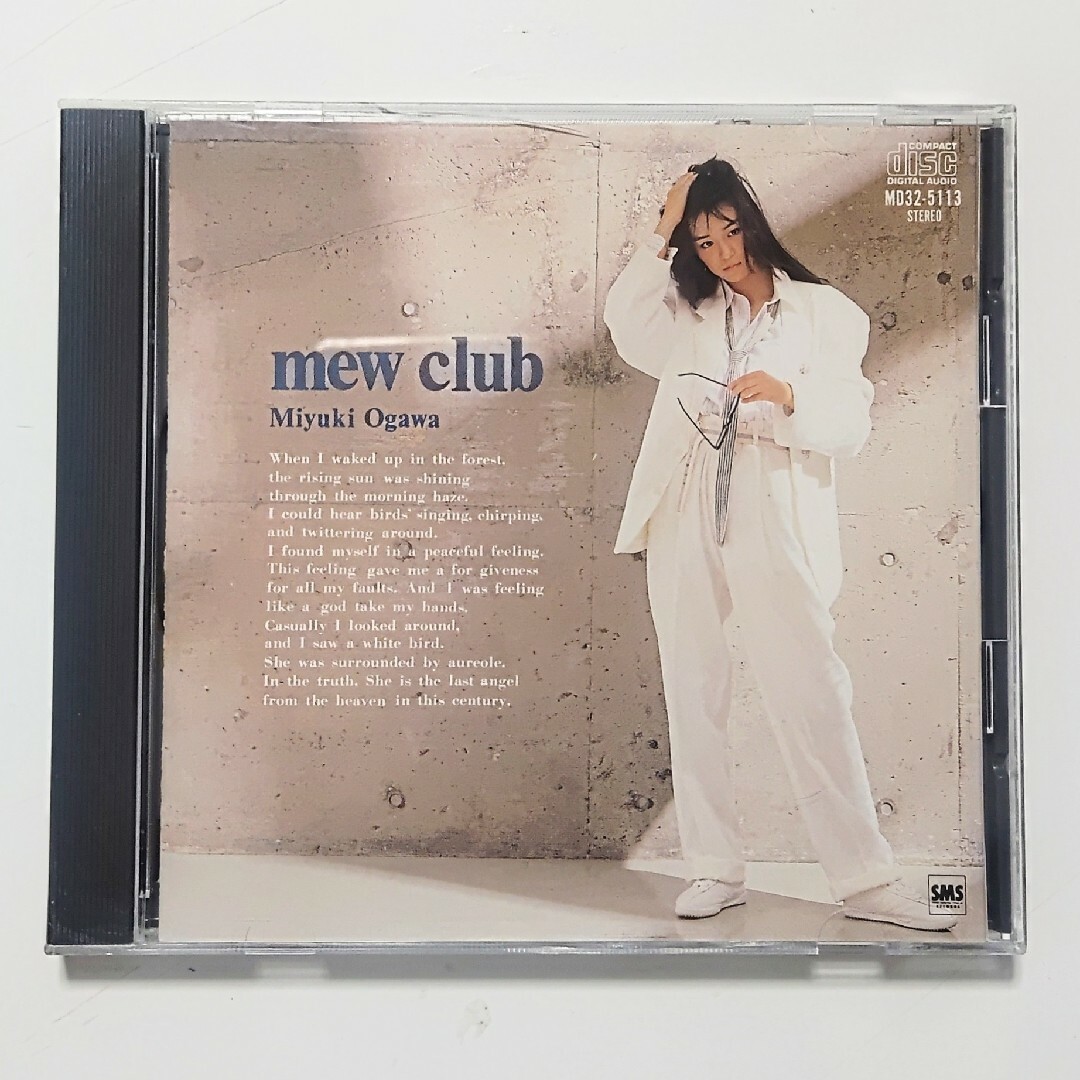 COMPACT
disc
DIGITAL AUDIO
MD32-5113
STEREO
mew club
Miyuki Ogawa
When I waked up in the forest,
the rising sun was shining
through the morning haze.
I could hear birds' singing, chirping,
and twittering around.
I found myself in a peaceful feeling.
This feeling gave me a for giveness
for all my faults. And I was feeling
like a god take my hands.
Casually I looked around,
and I saw a white bird.
She was surrounded by aureole.
In the truth, She is the last angel
from the heaven in this century.
SMS